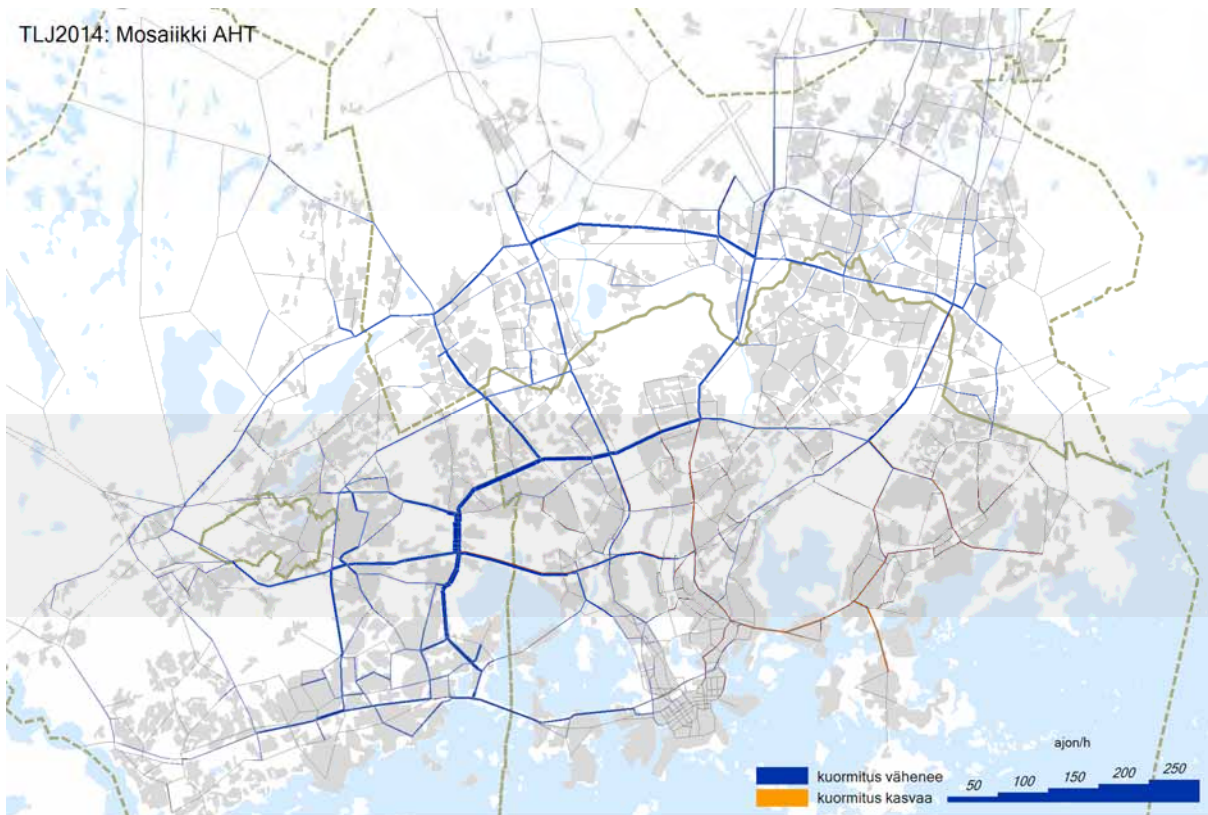 TLJ2014: Mosaiikki AHT
ajon/h
50 100 150 200 250
kuormitus vähenee
kuormitus kasvaa